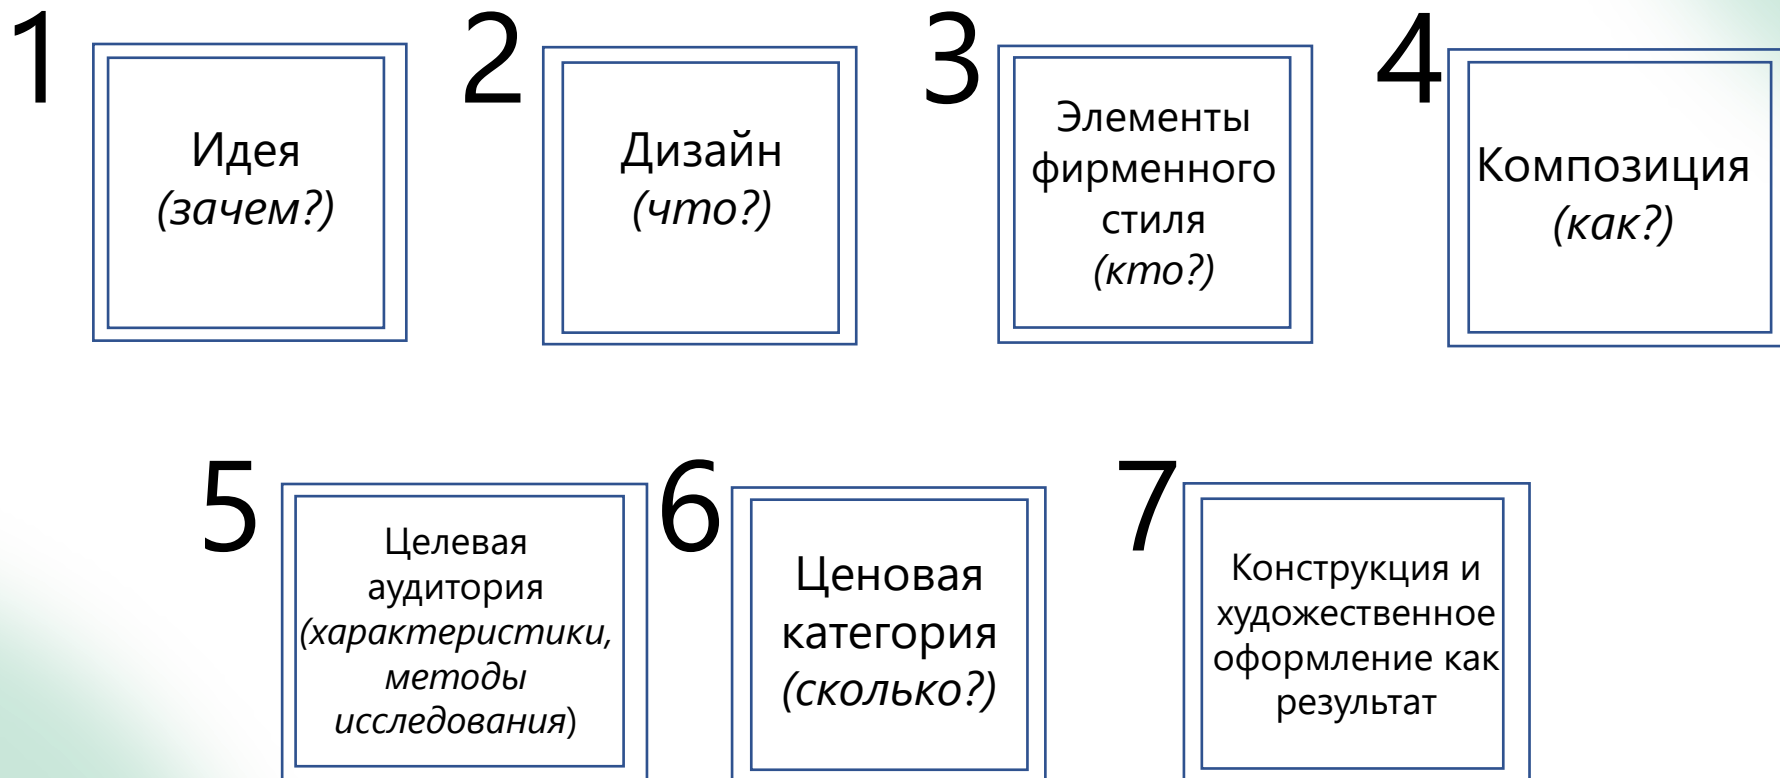 1
Идея
(зачем?)
2
Дизайн
(что?)
3
Элементы
фирменного
стиля
(кто?)
4
Композиция
(как?)
5
Целевая
аудитория
(характеристики,
методы
исследования)
6
Ценовая
категория
(сколько?)
7
Конструкция и
художественное
оформление как
результат